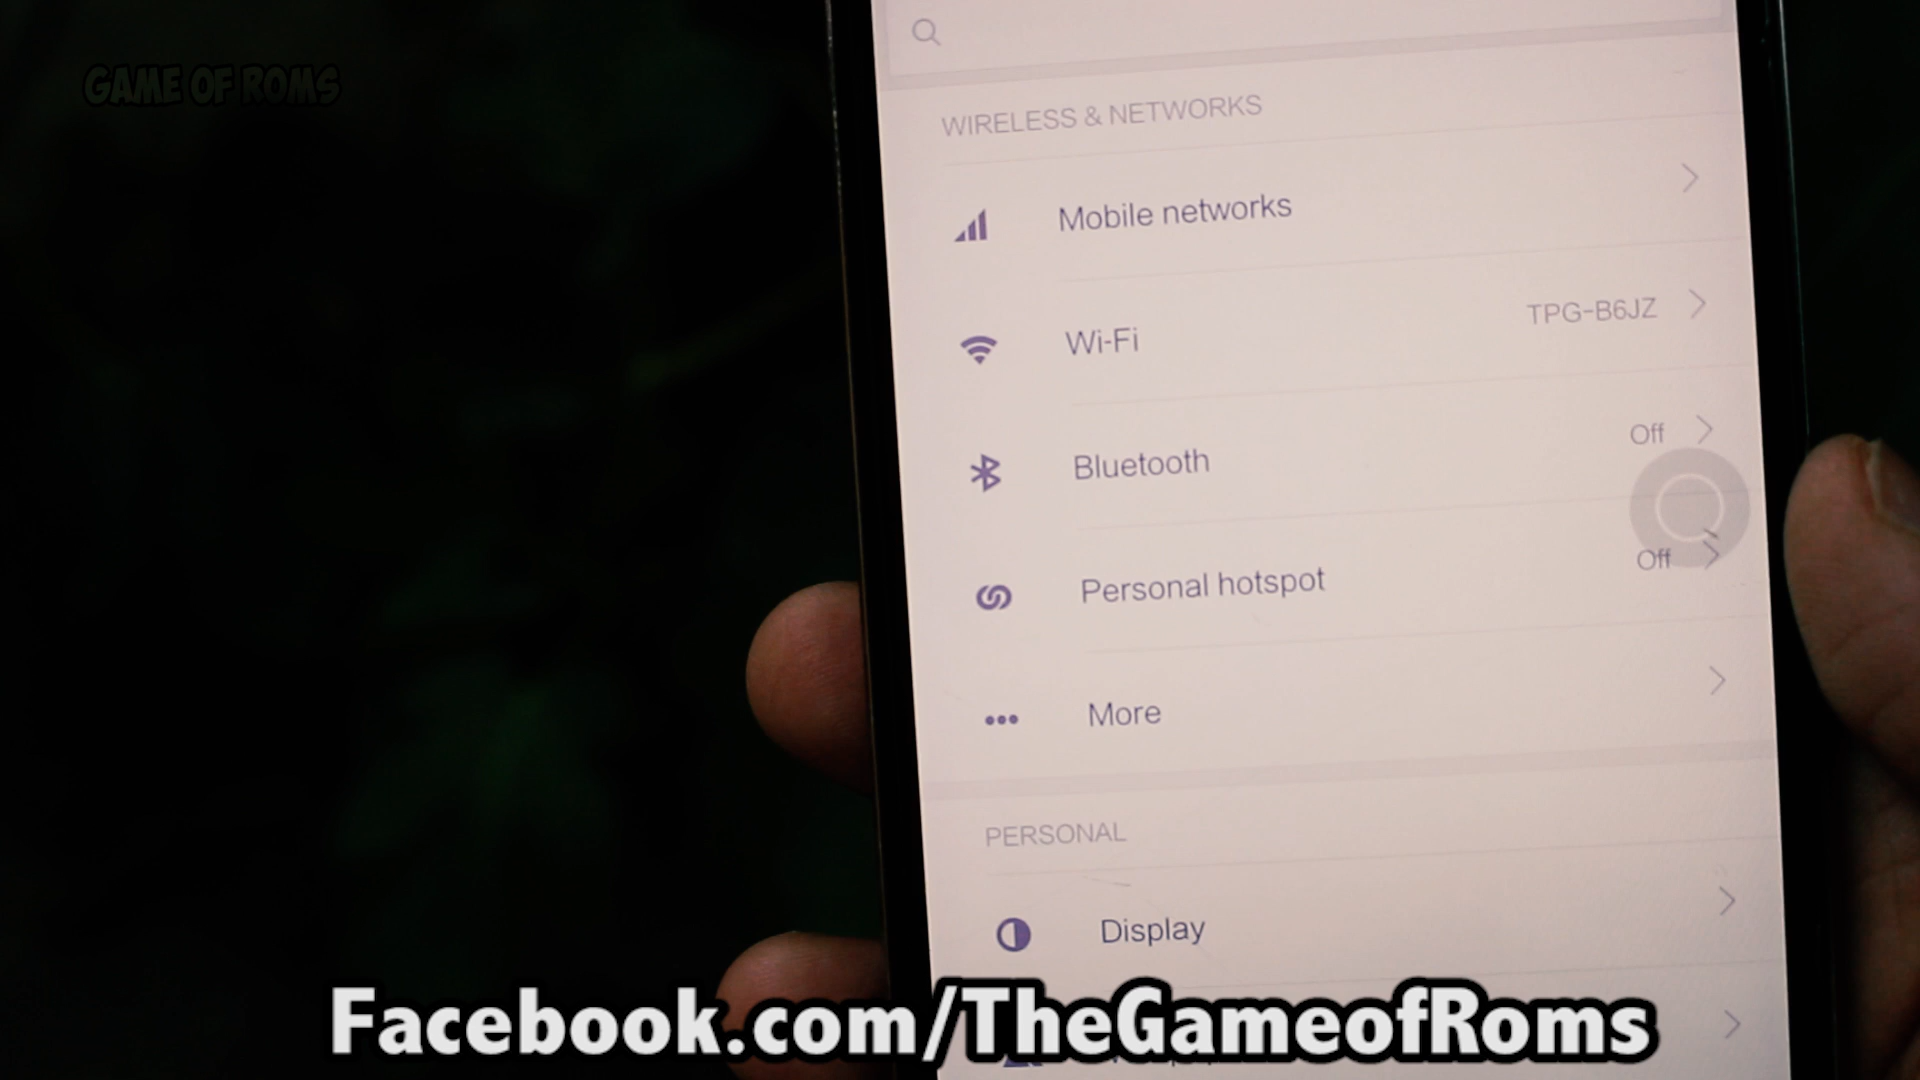 GAME OF ROMS
WIRELESS & NETWORKS
Mobile networks
Wi-Fi
TPG-B6JZ
Bluetooth
Off
Personal hotspot
Off
More
PERSONAL
Display
Facebook.com/TheGameofRoms